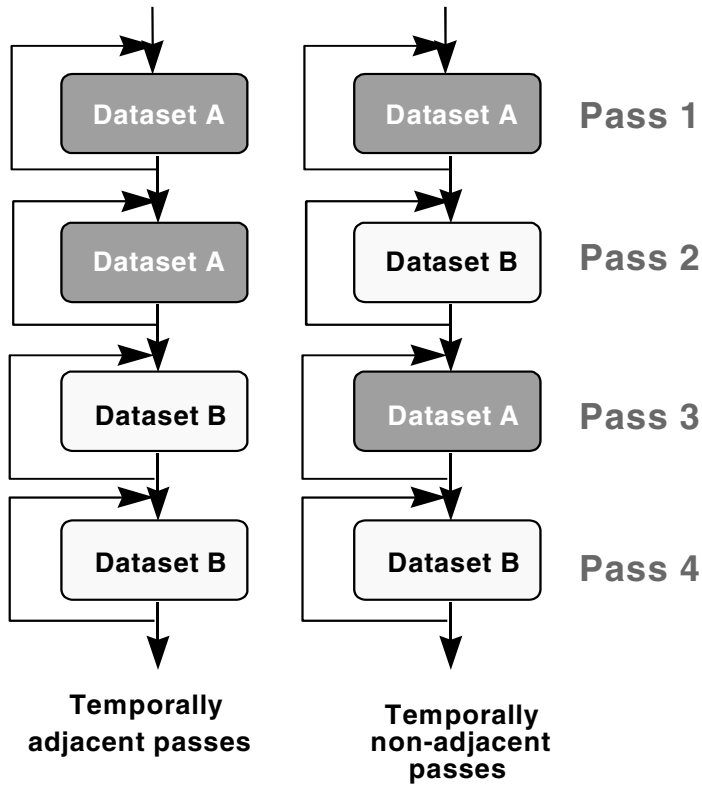 Dataset A
Dataset A
Pass 1
Dataset A
Dataset B
Pass 2
Dataset B
Dataset A
Pass 3
Dataset B
Dataset B
Pass 4
Temporally
adjacent passes
Temporally
non-adjacent
passes